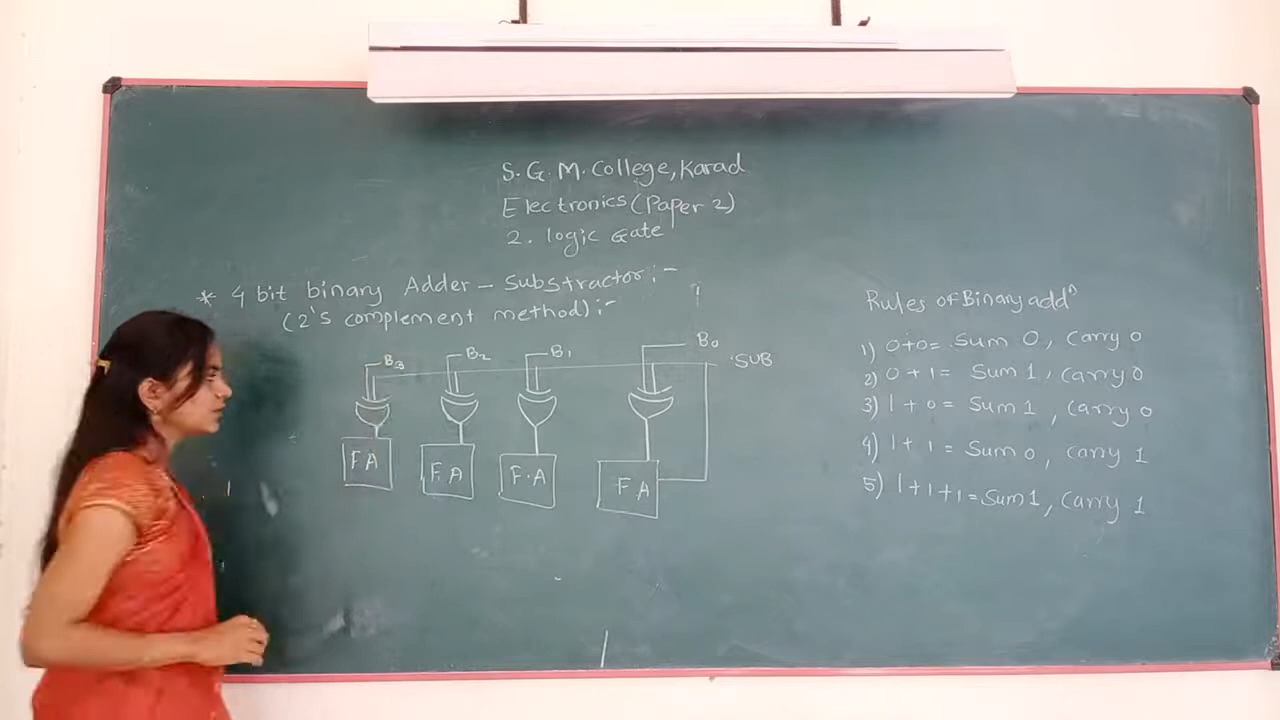 S. G. M. College, Karad
Electronics (Paper 2)
2. logic Gate
* 4 bit binary Adder - Substractor :-
(2's complement method) :-
B3 B2 B1 B0
SUB
FA F.A F.A FA
Rules of Binary addⁿ
1) 0+0 = Sum 0, Carry 0
2) 0 + 1 = Sum 1, Carry 0
3) 1 + 0 = Sum 1, Carry 0
4) 1 + 1 = Sum 0, Carry 1
5) 1+1+1 = Sum 1, Carry 1